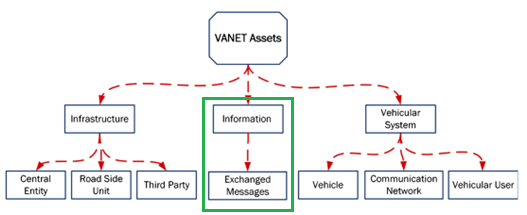 VANET Assets
Infrastructure
Information
Vehicular
System
Central
Entity
Road Side
Unit
Third Party
Exchanged
Messages
Vehicle
Communication
Network
Vehicular User